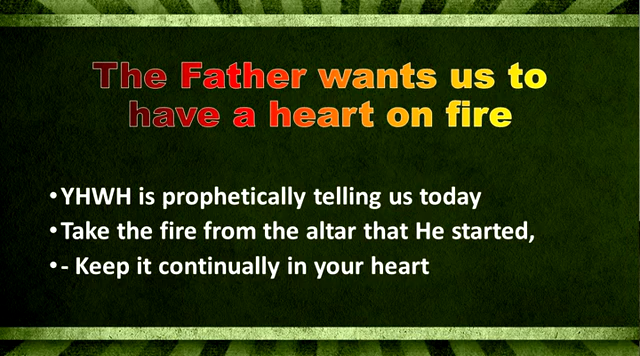 The Father wants us to
have a heart on fire
•YHWH is prophetically telling us today
•Take the fire from the altar that He started,
•- Keep it continually in your heart